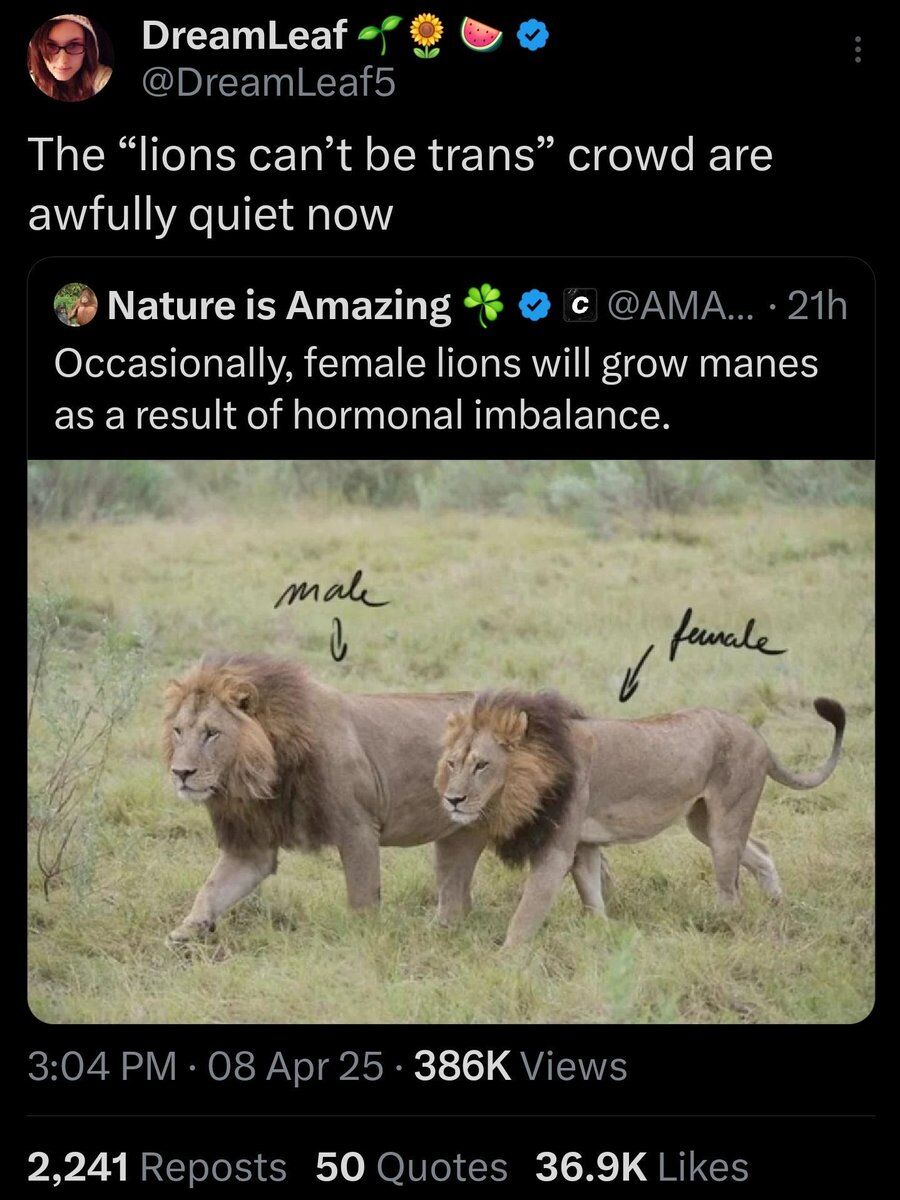 DreamLeaf 🌱🌻🍉
@DreamLeaf5
The “lions can’t be trans” crowd are
awfully quiet now
Nature is Amazing 🍀 C @AMA... · 21h
Occasionally, female lions will grow manes
as a result of hormonal imbalance.
male
female
3:04 PM · 08 Apr 25 · 386K Views
2,241 Reposts 50 Quotes 36.9K Likes